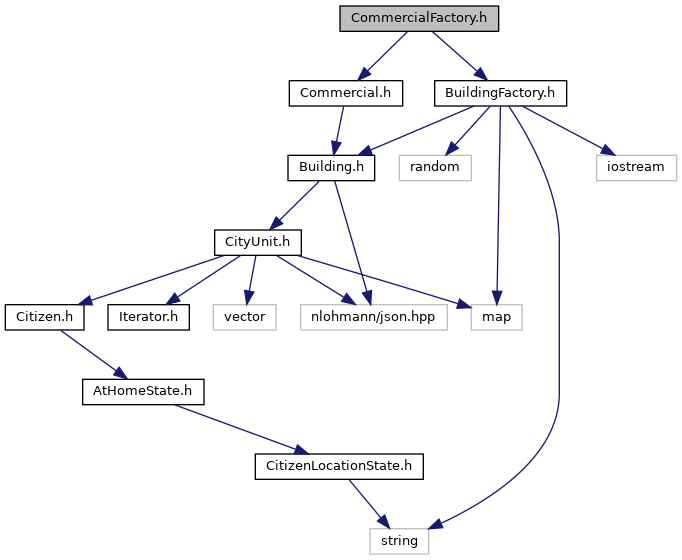 CommercialFactory.h
Commercial.h
BuildingFactory.h
Building.h
random
iostream
CityUnit.h
Citizen.h
Iterator.h
vector
nlohmann/json.hpp
map
AtHomeState.h
CitizenLocationState.h
string